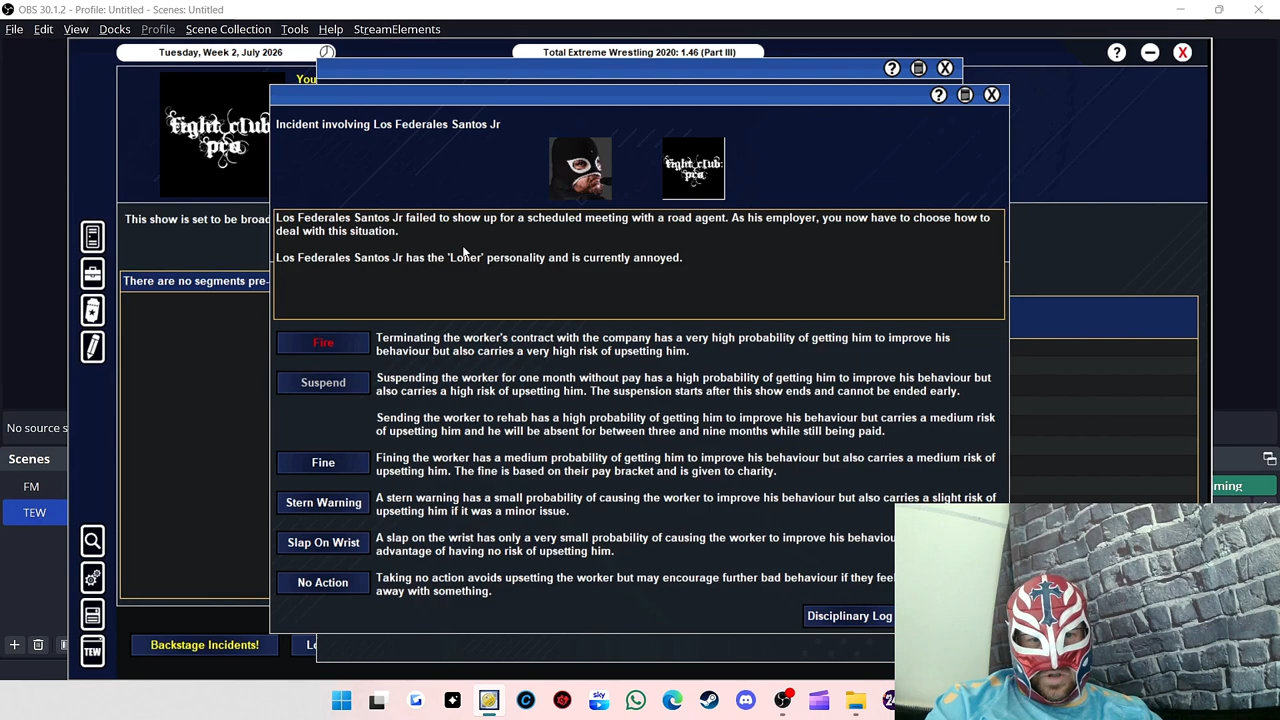 OBS 30.1.2 - Profile: Untitled - Scenes: Untitled
File Edit View Docks Profile Scene Collection Tools Help StreamElements
Tuesday, Week 2, July 2026
Total Extreme Wrestling 2020: 1.46 (Part III)
?
X
fight club
pro
You
? X
? X
Incident involving Los Federales Santos Jr
fight club:
pro
This show is set to be broad
Los Federales Santos Jr failed to show up for a scheduled meeting with a road agent. As his employer, you now have to choose how to
deal with this situation.
Los Federales Santos Jr has the 'Loner' personality and is currently annoyed.
There are no segments pre-
Fire
Terminating the worker's contract with the company has a very high probability of getting him to improve his
behaviour but also carries a very high risk of upsetting him.
Suspend
Suspending the worker for one month without pay has a high probability of getting him to improve his behaviour but
also carries a high risk of upsetting him. The suspension starts after this show ends and cannot be ended early.
Sending the worker to rehab has a high probability of getting him to improve his behaviour but carries a medium risk
of upsetting him and he will be absent for between three and nine months while still being paid.
Fine
Fining the worker has a medium probability of getting him to improve his behaviour but also carries a medium risk of
upsetting him. The fine is based on their pay bracket and is given to charity.
Stern Warning
A stern warning has a small probability of causing the worker to improve his behaviour but also carries a slight risk of
upsetting him if it was a minor issue.
Slap On Wrist
A slap on the wrist has only a very small probability of causing the worker to improve his behaviou
advantage of having no risk of upsetting him.
No Action
Taking no action avoids upsetting the worker but may encourage further bad behaviour if they feel
away with something.
Disciplinary Log
No source s
Scenes
FM
TEW
ming
TEW
Backstage Incidents!
Lo
sky
24